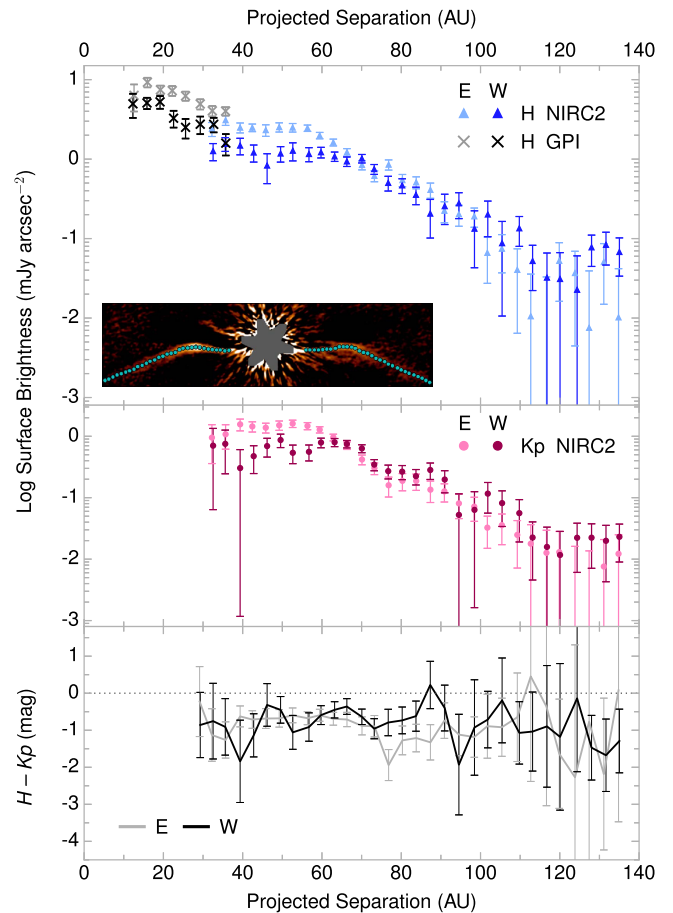 Projected Separation (AU)
0 20 40 60 80 100 120 140
Log Surface Brightness (mJy arcsec⁻²)
1
0
-1
-2
-3
E W
H NIRC2
H GPI
0
-1
-2
-3
E W
Kp NIRC2
H – Kp (mag)
1
0
-1
-2
-3
-4
E W
0 20 40 60 80 100 120 140
Projected Separation (AU)